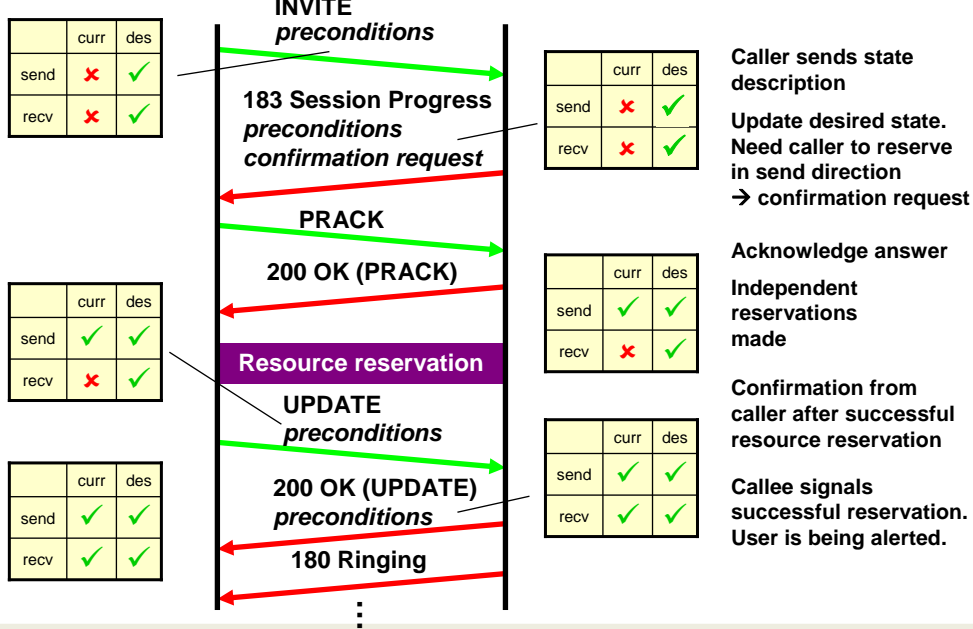 INVITE
preconditions
curr des
send ✘ ✓
recv ✘ ✓
183 Session Progress
preconditions
confirmation request
curr des
send ✘ ✓
recv ✘ ✓
Caller sends state
description
Update desired state.
Need caller to reserve
in send direction
→ confirmation request
PRACK
200 OK (PRACK)
Acknowledge answer
curr des
send ✓ ✓
recv ✘ ✓
Independent
reservations
made
curr des
send ✓ ✓
recv ✘ ✓
Resource reservation
UPDATE
preconditions
Confirmation from
caller after successful
resource reservation
curr des
send ✓ ✓
recv ✓ ✓
200 OK (UPDATE)
preconditions
curr des
send ✓ ✓
recv ✓ ✓
180 Ringing
Callee signals
successful reservation.
User is being alerted.